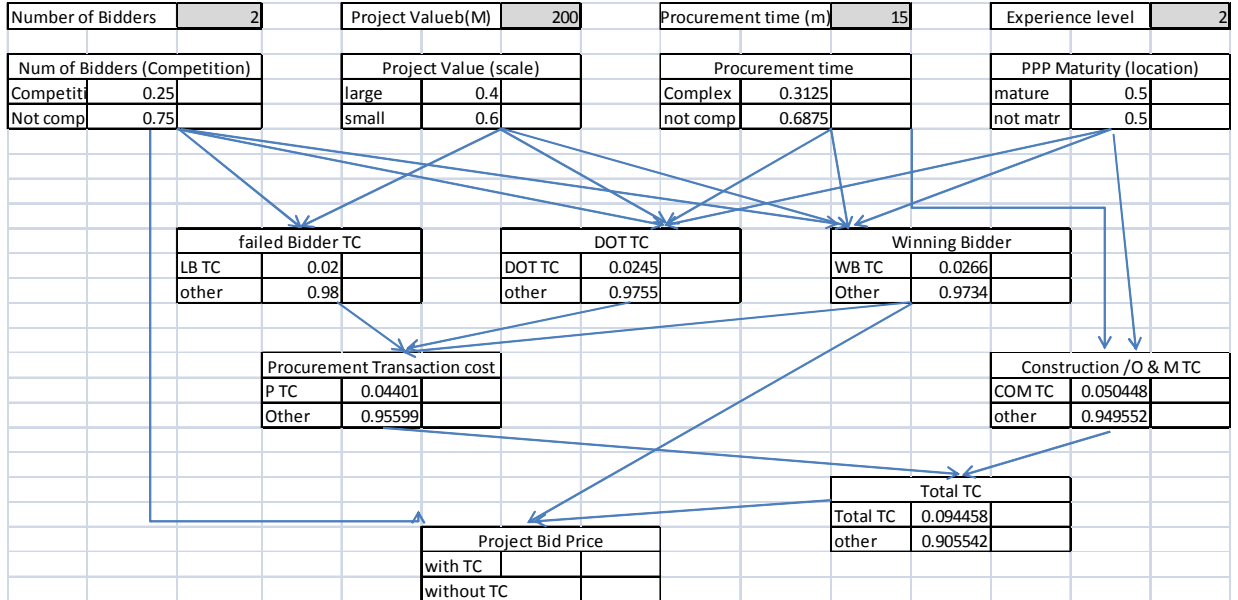 Number of Bidders 2 Project Valueb(M) 200 Procurement time (m) 15 Experience level 2
Num of Bidders (Competition) Project Value (scale) Procurement time PPP Maturity (location)
Competiti 0.25 large 0.4 Complex 0.3125 mature 0.5
Not comp 0.75 small 0.6 not comp 0.6875 not matr 0.5
failed Bidder TC DOT TC Winning Bidder
LB TC 0.02 DOT TC 0.0245 WB TC 0.0266
other 0.98 other 0.9755 Other 0.9734
Procurement Transaction cost Construction /O & M TC
P TC 0.04401 COM TC 0.050448
Other 0.95599 other 0.949552
Total TC
Total TC 0.094458
other 0.905542
Project Bid Price
with TC
without TC